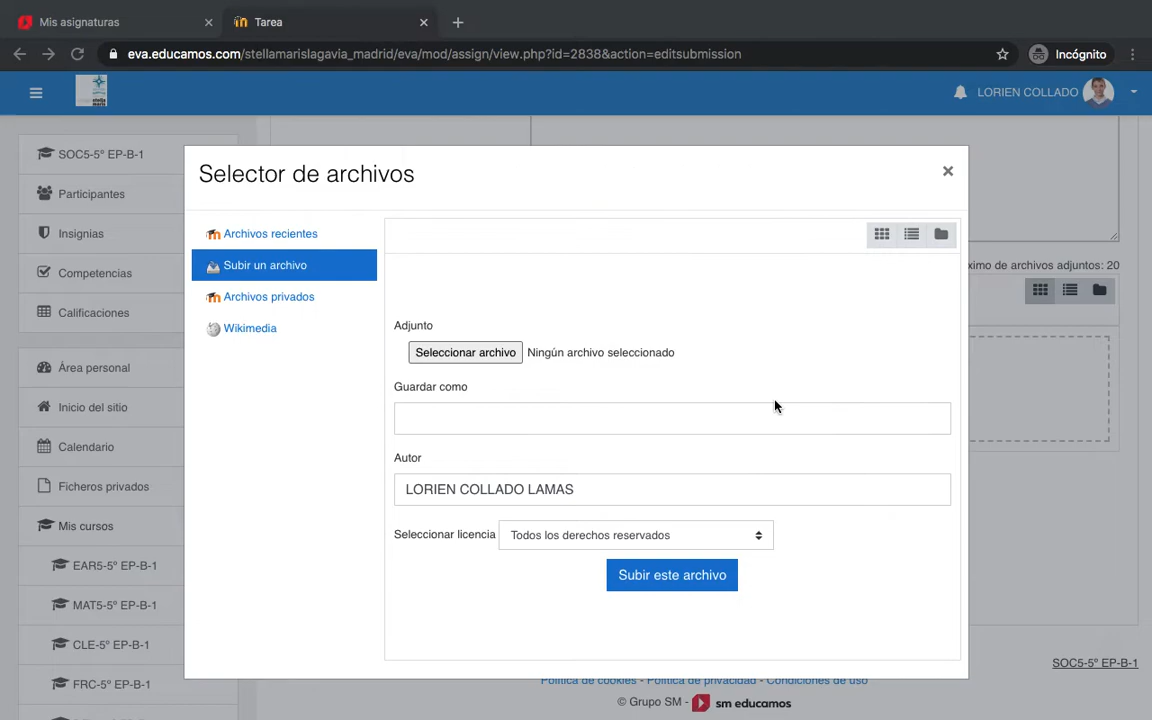 Mis asignaturas
Tarea
eva.educamos.com/stellamarislagavia_madrid/eva/mod/assign/view.php?id=2838&action=editsubmission
Incógnito
LORIEN COLLADO
SOC5-5º EP-B-1
Participantes
Insignias
Competencias
Calificaciones
Área personal
Inicio del sitio
Calendario
Ficheros privados
Mis cursos
EAR5-5º EP-B-1
MAT5-5º EP-B-1
CLE-5º EP-B-1
FRC-5º EP-B-1
Selector de archivos
Archivos recientes
Subir un archivo
Archivos privados
Wikimedia
Adjunto
Seleccionar archivo Ningún archivo seleccionado
Guardar como
Autor
LORIEN COLLADO LAMAS
Seleccionar licencia Todos los derechos reservados
Subir este archivo
ximo de archivos adjuntos: 20
SOC5-5º EP-B-1
Política de cookies - Política de privacidad - Condiciones de uso
© Grupo SM - sm educamos